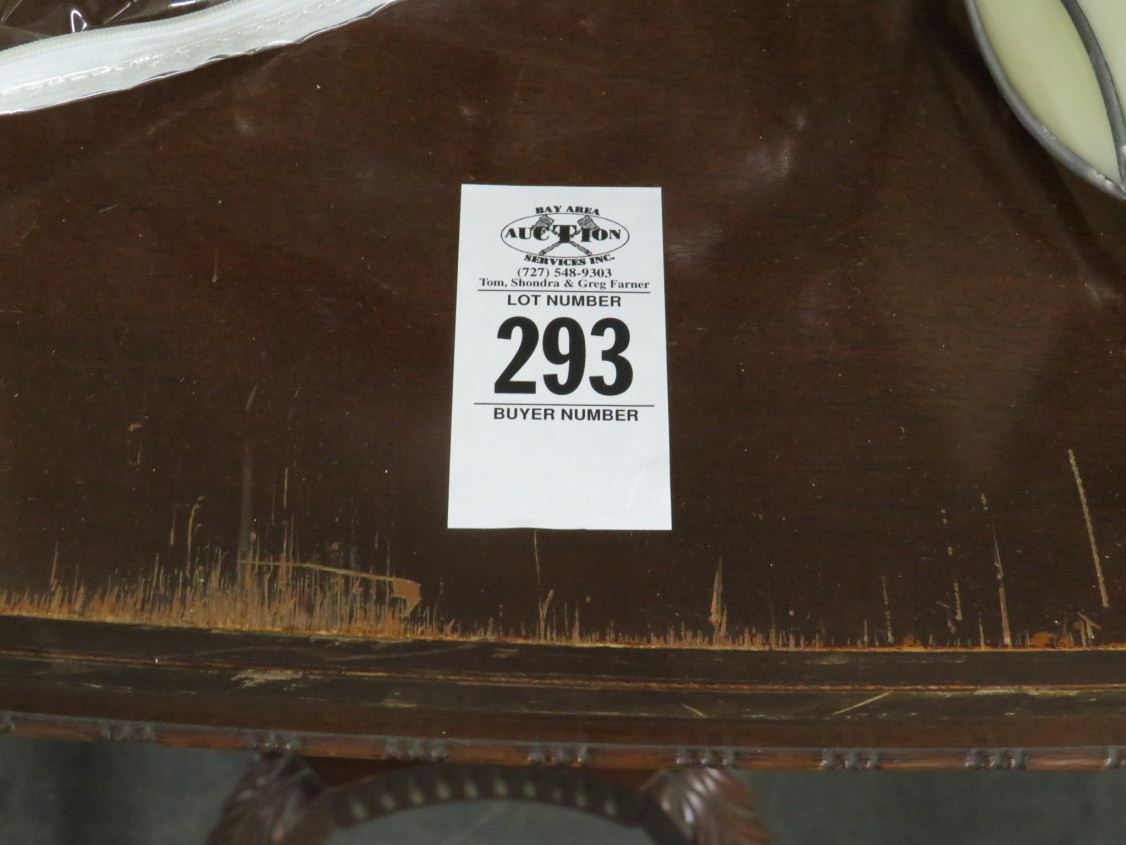 BAY AREA
AUCTION
SERVICES INC.
(727) 548-9303
Tom, Shondra & Greg Farner
LOT NUMBER
293
BUYER NUMBER